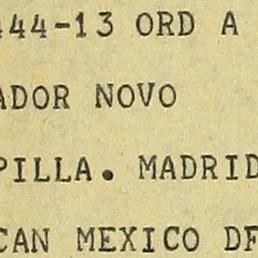 444-13 ORD A
ADOR NOVO
PILLA. MADRID
CAN MEXICO DF